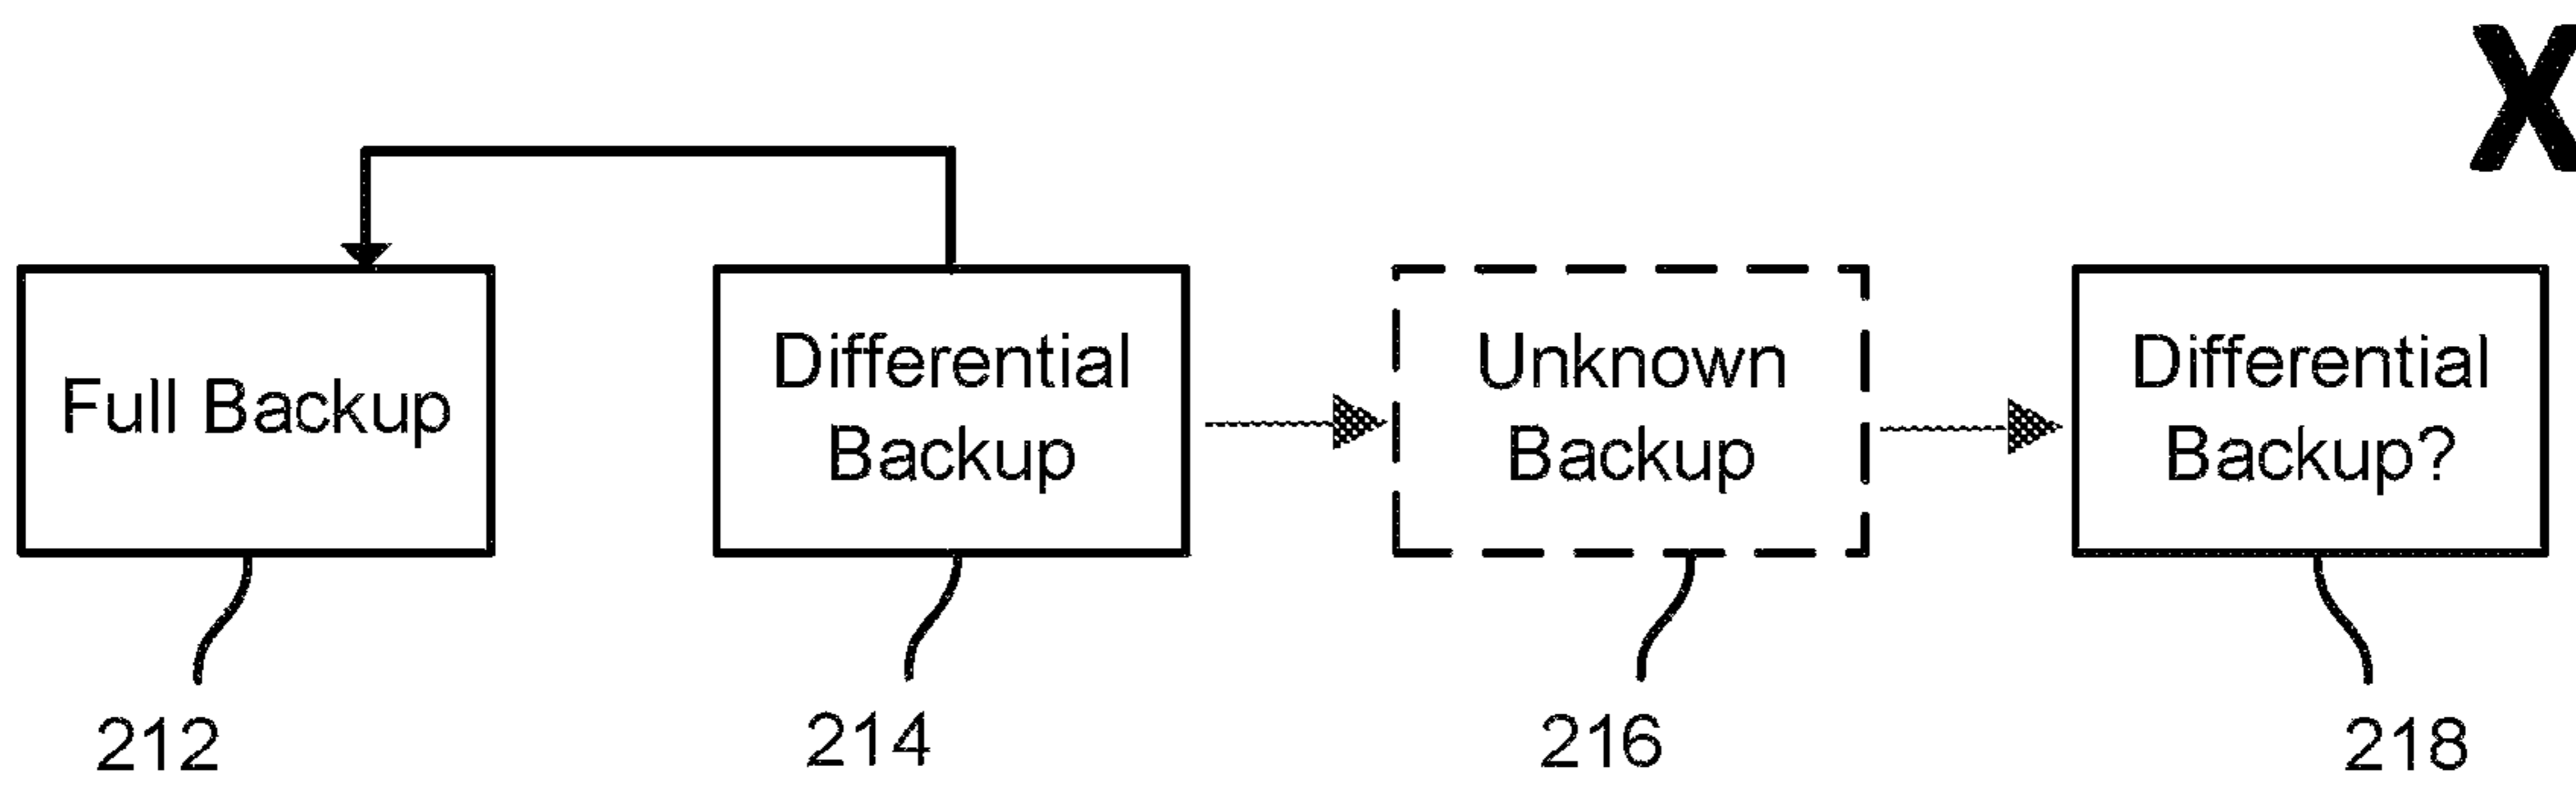 X
Full Backup
Differential
Backup
Unknown
Backup
Differential
Backup?
212
214
216
218